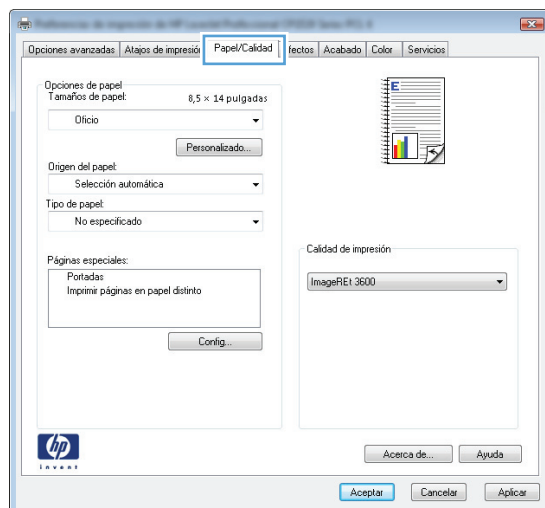 Opciones avanzadas Atajos de impresión Papel/Calidad fectos Acabado Color Servicios
Opciones de papel
Tamaños de papel: 8,5 × 14 pulgadas
Oficio
Personalizado...
Origen del papel:
Selección automática
Tipo de papel:
No especificado
Páginas especiales:
Portadas
Imprimir páginas en papel distinto
Config...
E
Calidad de impresión
ImageREt 3600
hp
invent
Acerca de... Ayuda
Aceptar Cancelar Aplicar